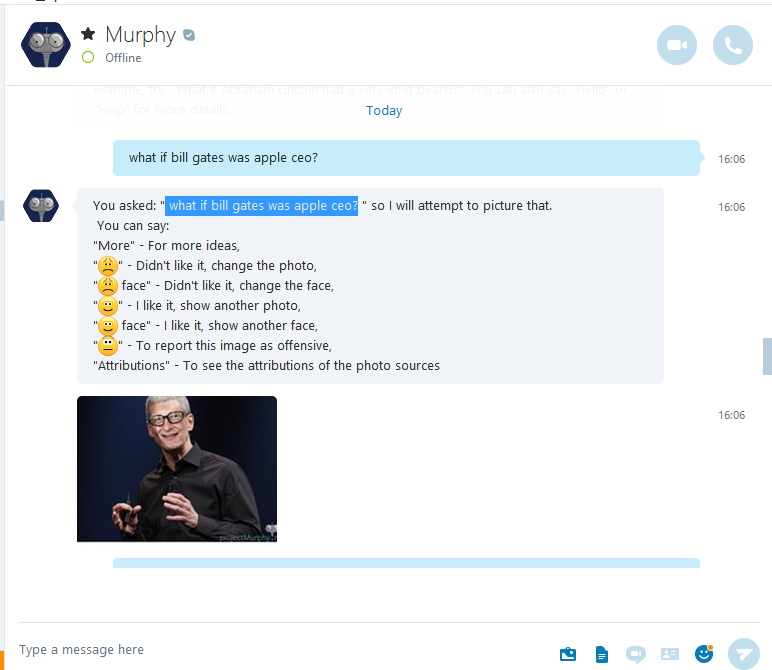 Murphy
Offline
example, try: "What if Abraham Lincoln had a very long beard?". You can also say "Hello" or
"Help" for more details.
Today
what if bill gates was apple ceo?
16:06
You asked: " what if bill gates was apple ceo? " so I will attempt to picture that.
16:06
You can say:
"More" - For more ideas,
"☹" - Didn't like it, change the photo,
"☹ face" - Didn't like it, change the face,
"🙂" - I like it, show another photo,
"🙂 face" - I like it, show another face,
"😐" - To report this image as offensive,
"Attributions" - To see the attributions of the photo sources
16:06
projectMurphy
Type a message here